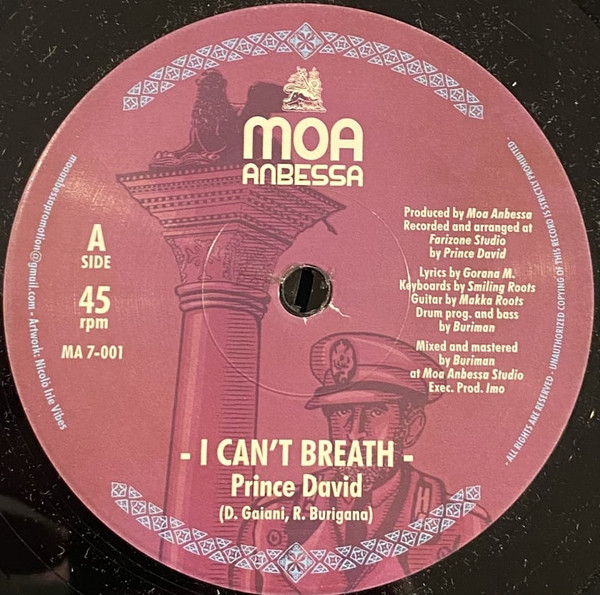 MOA
ANBESSA
A
SIDE
45
rpm
MA 7-001
Produced by Moa Anbessa
Recorded and arranged at
Farizone Studio
by Prince David
Lyrics by Gorana M.
Keyboards by Smiling Roots
Guitar by Makka Roots
Drum prog. and bass
by Buriman
Mixed and mastered
by Buriman
at Moa Anbessa Studio
Exec. Prod. Imo
- I CAN'T BREATH -
Prince David
(D. Gaiani, R. Burigana)
moanbessapromotion@gmail.com - Artwork: Nicolò Irie Vibes
- ALL RIGHTS ARE RESERVED - UNAUTHORIZED COPYING OF THIS RECORD IS STRICTLY PROHIBITED -